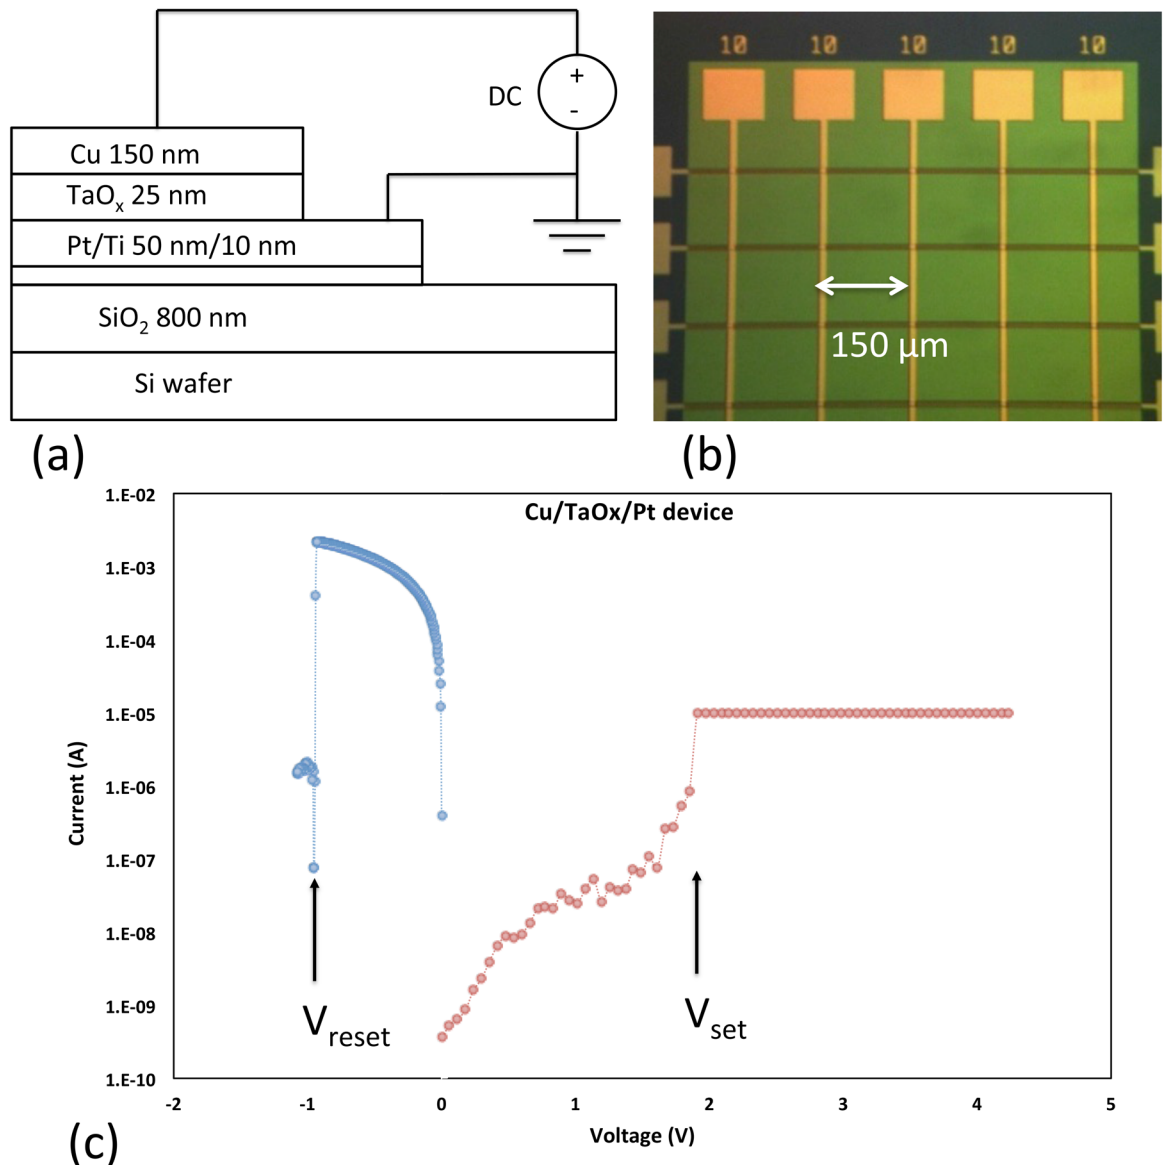 DC
+
-
Cu 150 nm
TaOx 25 nm
Pt/Ti 50 nm/10 nm
SiO2 800 nm
Si wafer
(a)
10 10 10 10 10
150 µm
(b)
Cu/TaOx/Pt device
1.E-02
1.E-03
1.E-04
1.E-05
1.E-06
1.E-07
1.E-08
1.E-09
1.E-10
Current (A)
Vreset
Vset
-2 -1 0 1 2 3 4 5
Voltage (V)
(c)